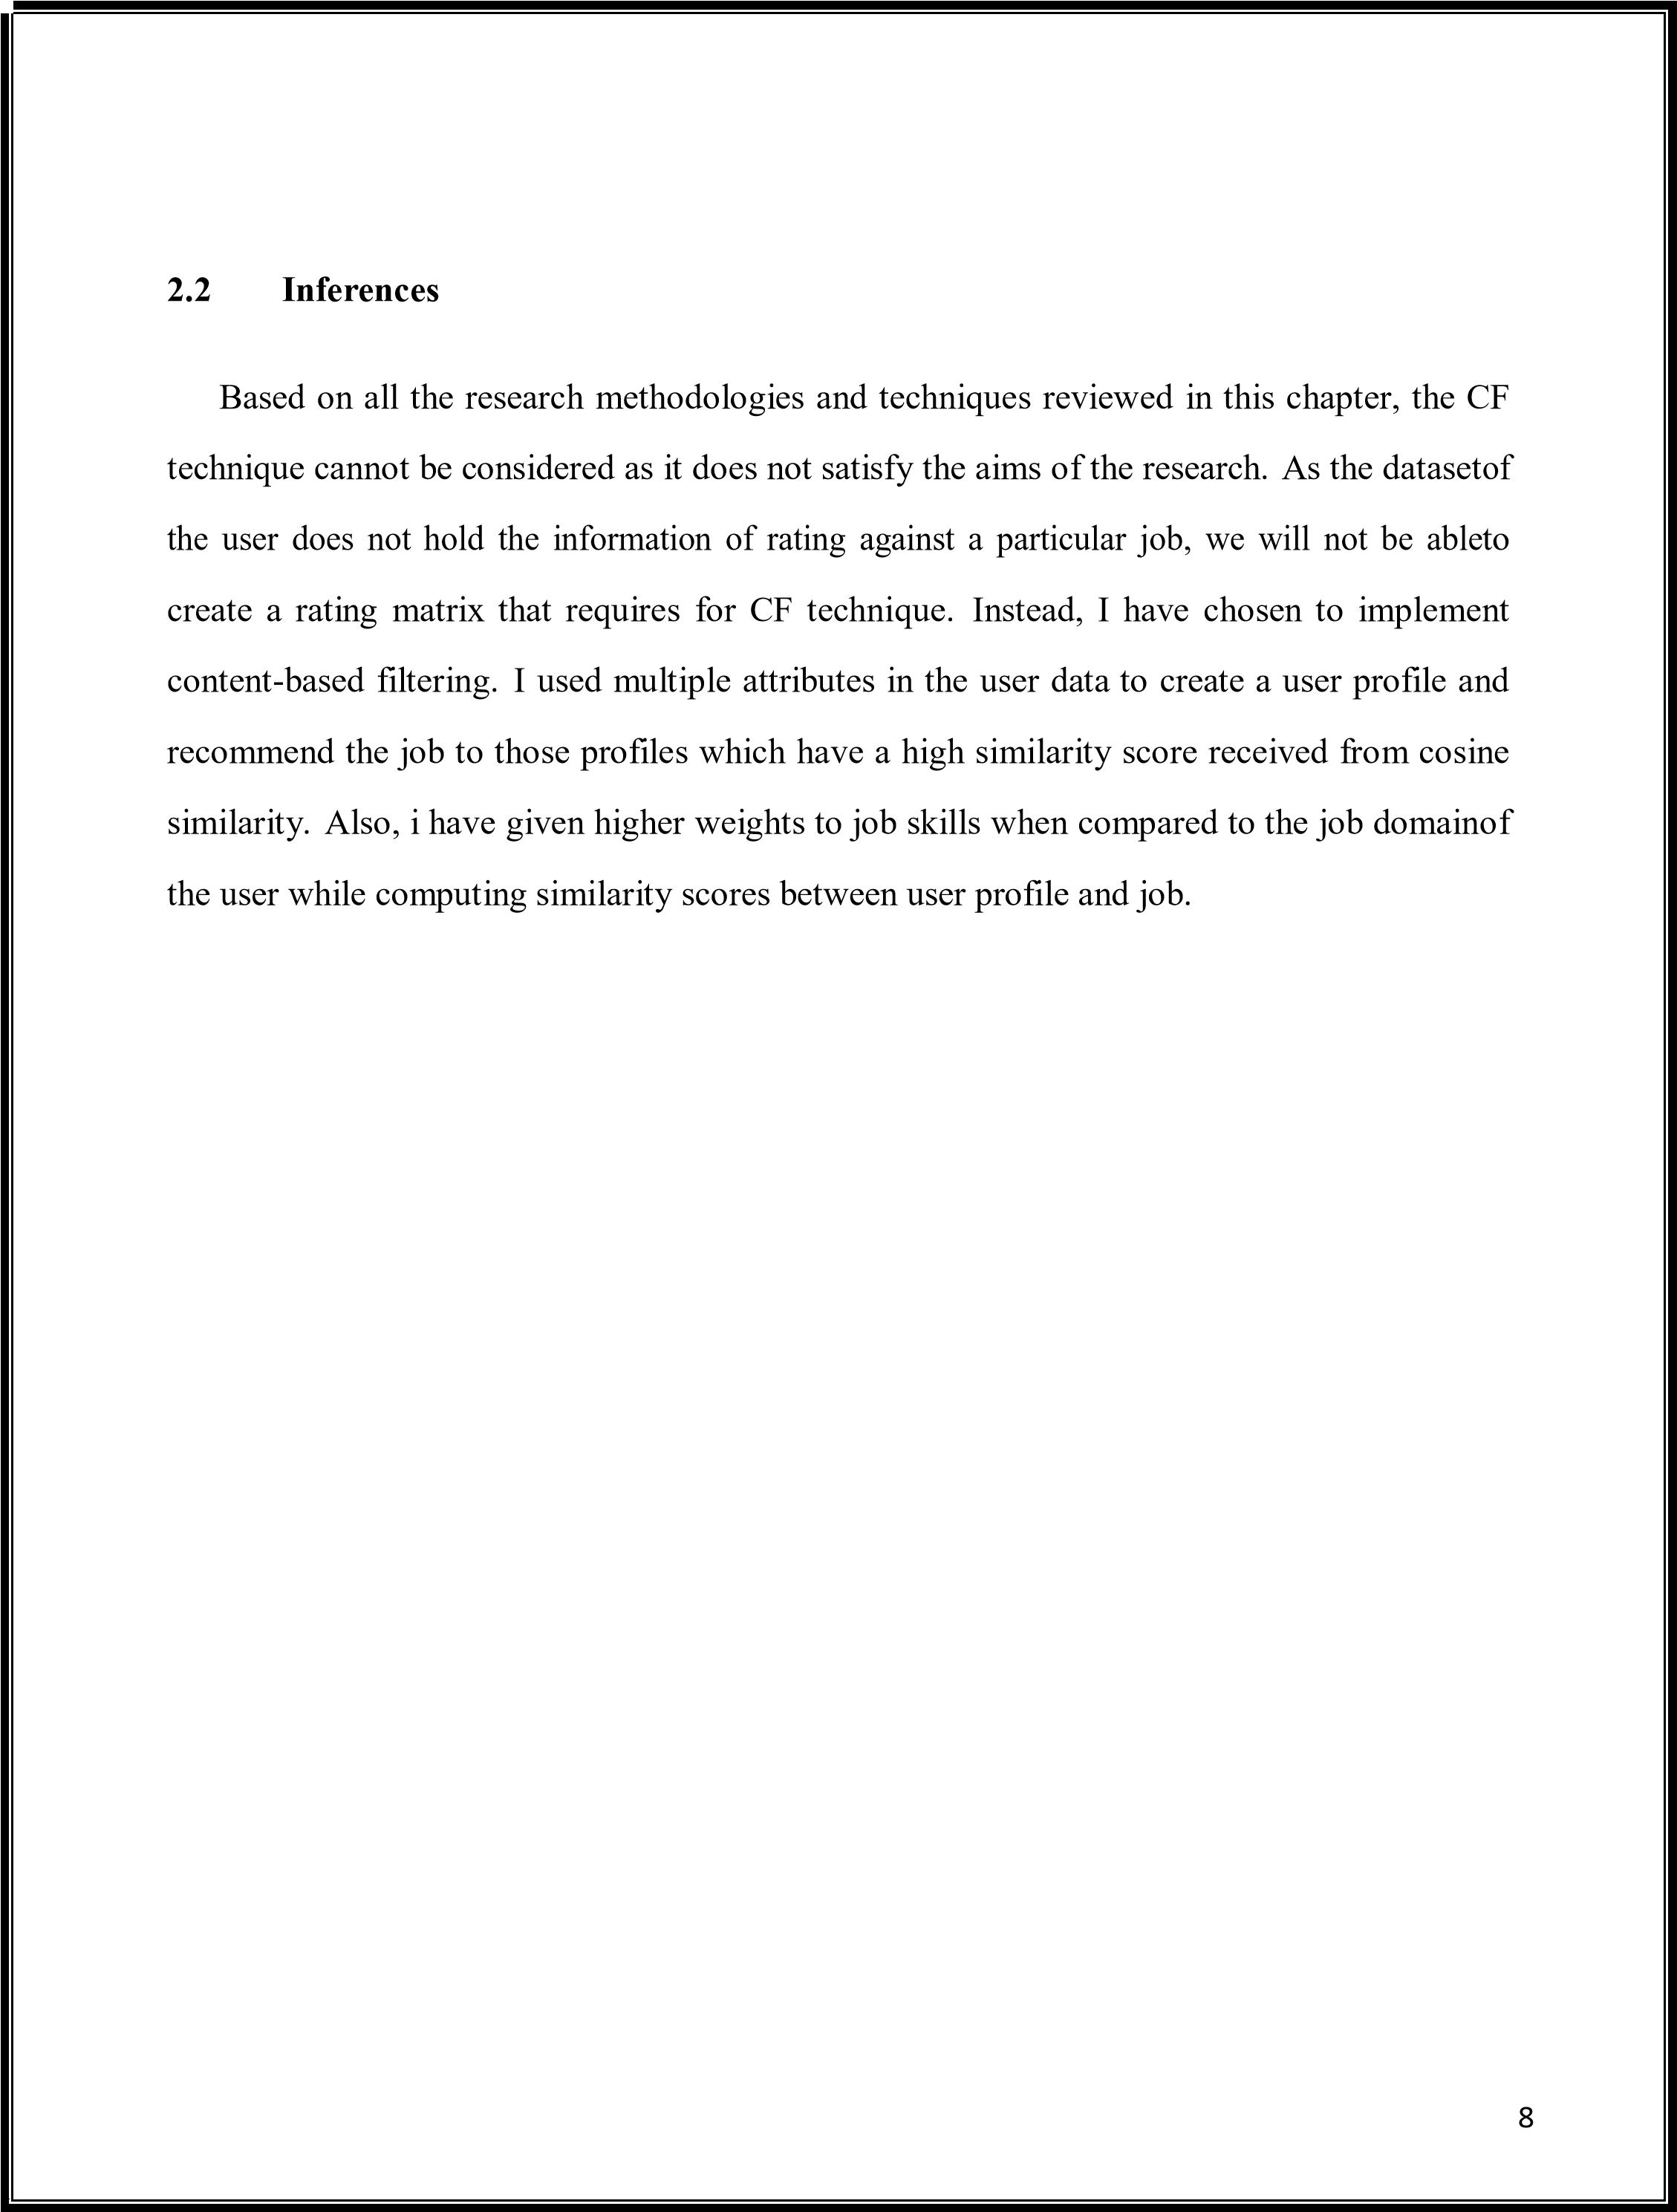 2.2 Inferences
Based on all the research methodologies and techniques reviewed in this chapter, the CF
technique cannot be considered as it does not satisfy the aims of the research. As the datasetof
the user does not hold the information of rating against a particular job, we will not be ableto
create a rating matrix that requires for CF technique. Instead, I have chosen to implement
content-based filtering. I used multiple attributes in the user data to create a user profile and
recommend the job to those profiles which have a high similarity score received from cosine
similarity. Also, i have given higher weights to job skills when compared to the job domainof
the user while computing similarity scores between user profile and job.
8